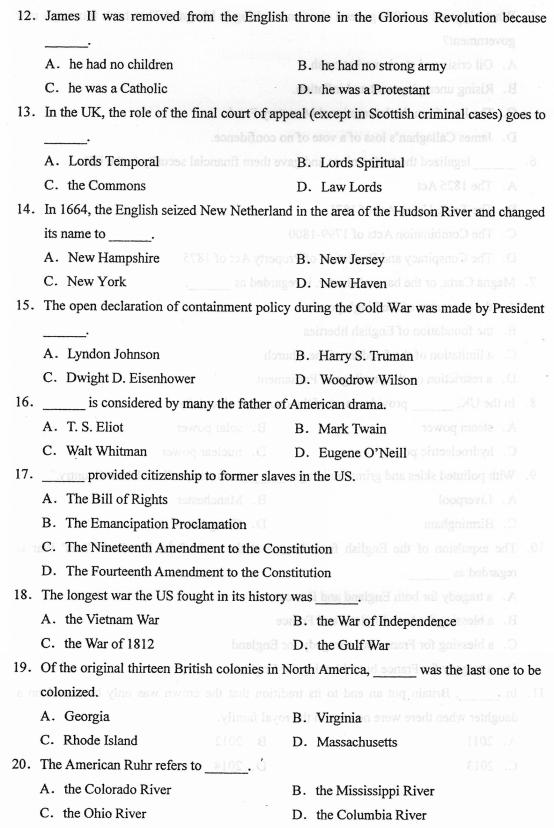 12. James II was removed from the English throne in the Glorious Revolution because
______.
A. he had no children B. he had no strong army
C. he was a Catholic D. he was a Protestant
13. In the UK, the role of the final court of appeal (except in Scottish criminal cases) goes to
______.
A. Lords Temporal B. Lords Spiritual
C. the Commons D. Law Lords
14. In 1664, the English seized New Netherland in the area of the Hudson River and changed
its name to ______.
A. New Hampshire B. New Jersey
C. New York D. New Haven
15. The open declaration of containment policy during the Cold War was made by President
______.
A. Lyndon Johnson B. Harry S. Truman
C. Dwight D. Eisenhower D. Woodrow Wilson
16. ______ is considered by many the father of American drama.
A. T. S. Eliot B. Mark Twain
C. Walt Whitman D. Eugene O'Neill
17. ______ provided citizenship to former slaves in the US.
A. The Bill of Rights
B. The Emancipation Proclamation
C. The Nineteenth Amendment to the Constitution
D. The Fourteenth Amendment to the Constitution
18. The longest war the US fought in its history was ______.
A. the Vietnam War B. the War of Independence
C. the War of 1812 D. the Gulf War
19. Of the original thirteen British colonies in North America, ______ was the last one to be
colonized.
A. Georgia B. Virginia
C. Rhode Island D. Massachusetts
20. The American Ruhr refers to ______.
A. the Colorado River B. the Mississippi River
C. the Ohio River D. the Columbia River